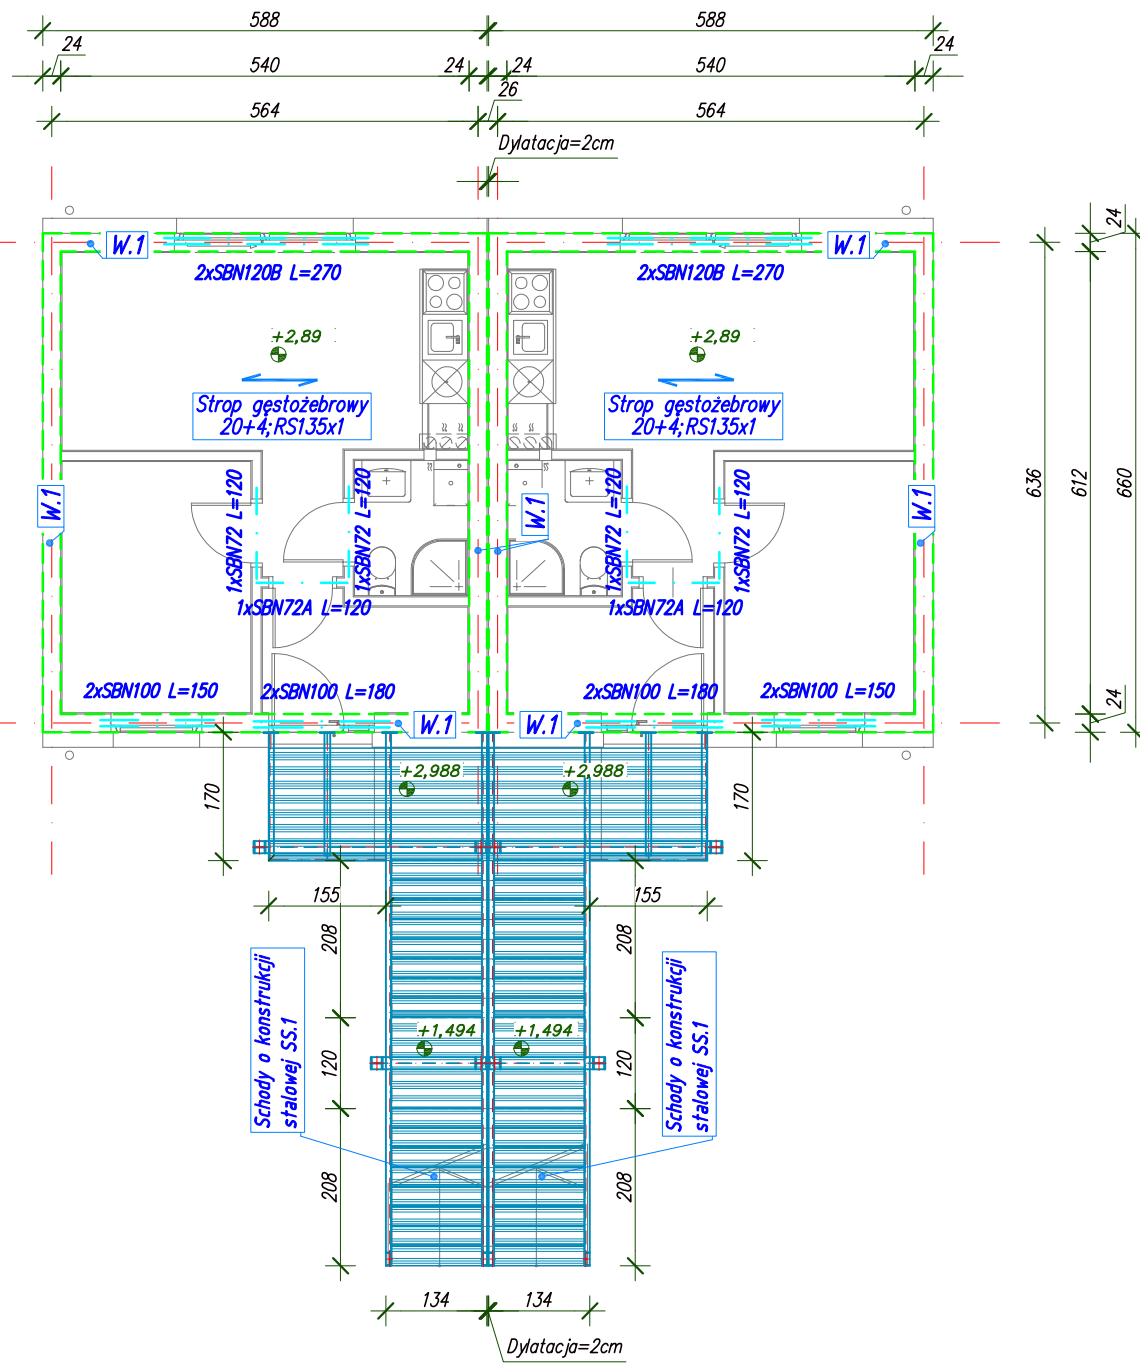 588 588
24 540 24 24 540 24
26
564 564
Dylatacja=2cm
W.1 W.1
24
2xSBN120B L=270 2xSBN120B L=270
+2,89 +2,89
Strop gęstożebrowy
20+4;RS135x1
Strop gęstożebrowy
20+4;RS135x1
636 612 660
W.1 W.1 W.1
1xSBN72 L=120 1xSBN72 L=120 1xSBN72 L=120 1xSBN72 L=120
1xSBN72A L=120 1xSBN72A L=120
2xSBN100 L=150 2xSBN100 L=180 2xSBN100 L=180 2xSBN100 L=150
24
W.1 W.1
+2,988 +2,988
170 170
155 155
208 208
Schody o konstrukcji
stalowej SS.1
Schody o konstrukcji
stalowej SS.1
+1,494 +1,494
120 120
208 208
134 134
Dylatacja=2cm